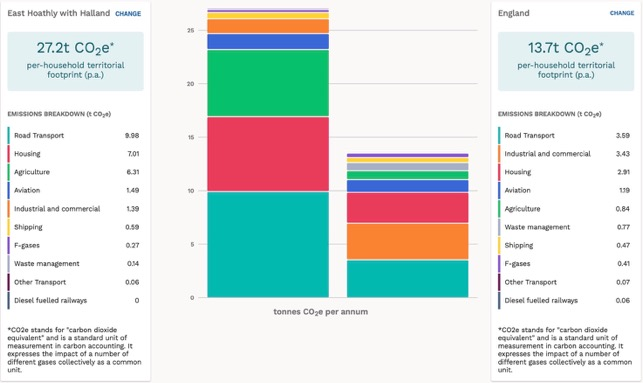 East Hoathly with Halland CHANGE
27.2t CO₂e*
per-household territorial
footprint (p.a.)
EMISSIONS BREAKDOWN (t CO₂e)
Road Transport 9.98
Housing 7.01
Agriculture 6.31
Aviation 1.49
Industrial and commercial 1.39
Shipping 0.59
F-gases 0.27
Waste management 0.14
Other Transport 0.06
Diesel fuelled railways 0
*CO2e stands for "carbon dioxide
equivalent" and is a standard unit of
measurement in carbon accounting. It
expresses the impact of a number of
different gases collectively as a common
unit.
25
20
15
10
5
0
tonnes CO₂e per annum
England CHANGE
13.7t CO₂e*
per-household territorial
footprint (p.a.)
EMISSIONS BREAKDOWN (t CO₂e)
Road Transport 3.59
Industrial and commercial 3.43
Housing 2.91
Aviation 1.19
Agriculture 0.84
Waste management 0.77
Shipping 0.47
F-gases 0.41
Other Transport 0.07
Diesel fuelled railways 0.06
*CO2e stands for "carbon dioxide
equivalent" and is a standard unit of
measurement in carbon accounting. It
expresses the impact of a number of
different gases collectively as a common
unit.